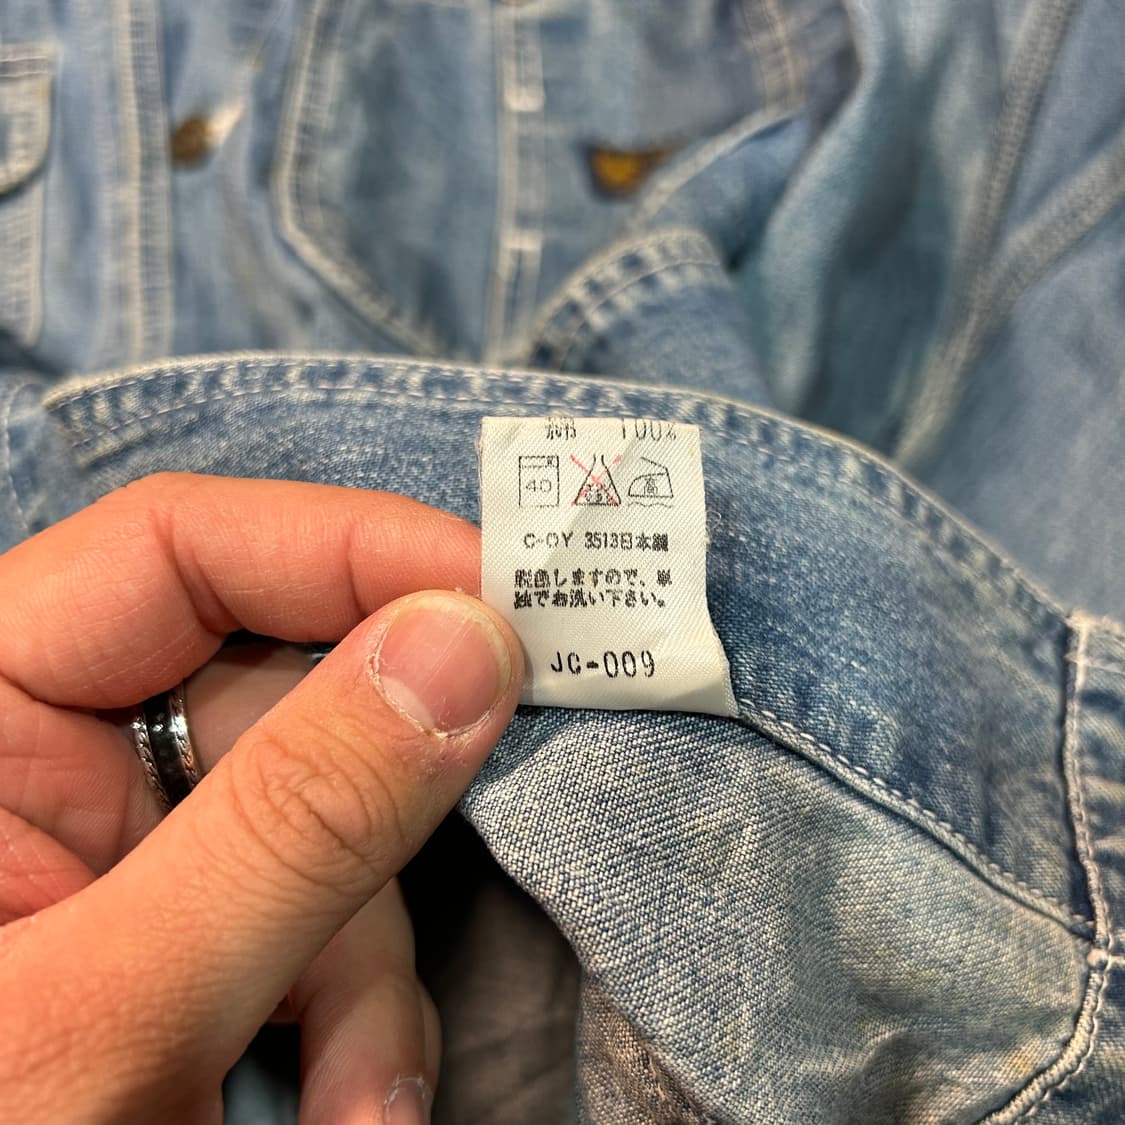 綿 100%
40 高
C-OY 3513日本製
脱色しますので、単
独でお洗い下さい。
JC-009